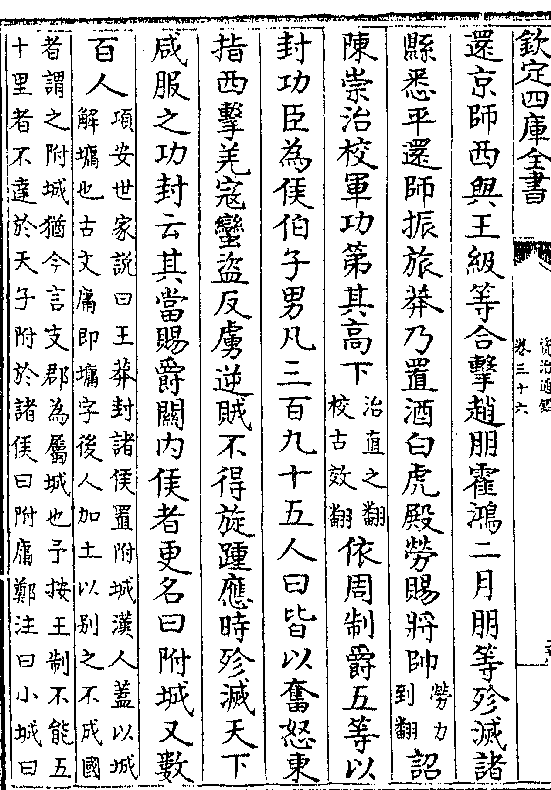 欽定四庫全書
資治通鑑
卷三十六
還京師西與王級等合擊趙朋霍鴻二月朋等殄滅諸
縣悉平還師振旅莽乃置酒白虎殿勞賜將帥勞力到翻詔
陳崇治校軍功第其高下治直之翻校古效翻依周制爵五等以
封功臣為侯伯子男凡三百九十五人曰皆以奮怒東
指西擊羌寇蠻盜反虜逆賊不得旋踵應時殄滅天下
咸服之功封云其當賜爵關内侯者更名曰附城又數
百人項安世家說曰王莽封諸侯置附城漢人蓋以城解墉也古文庸即墉字後人加土以别之不成國
者謂之附城猶今言支郡為屬城也予按王制不能五
十里者不達於天子附於諸侯曰附庸鄭注曰小城曰